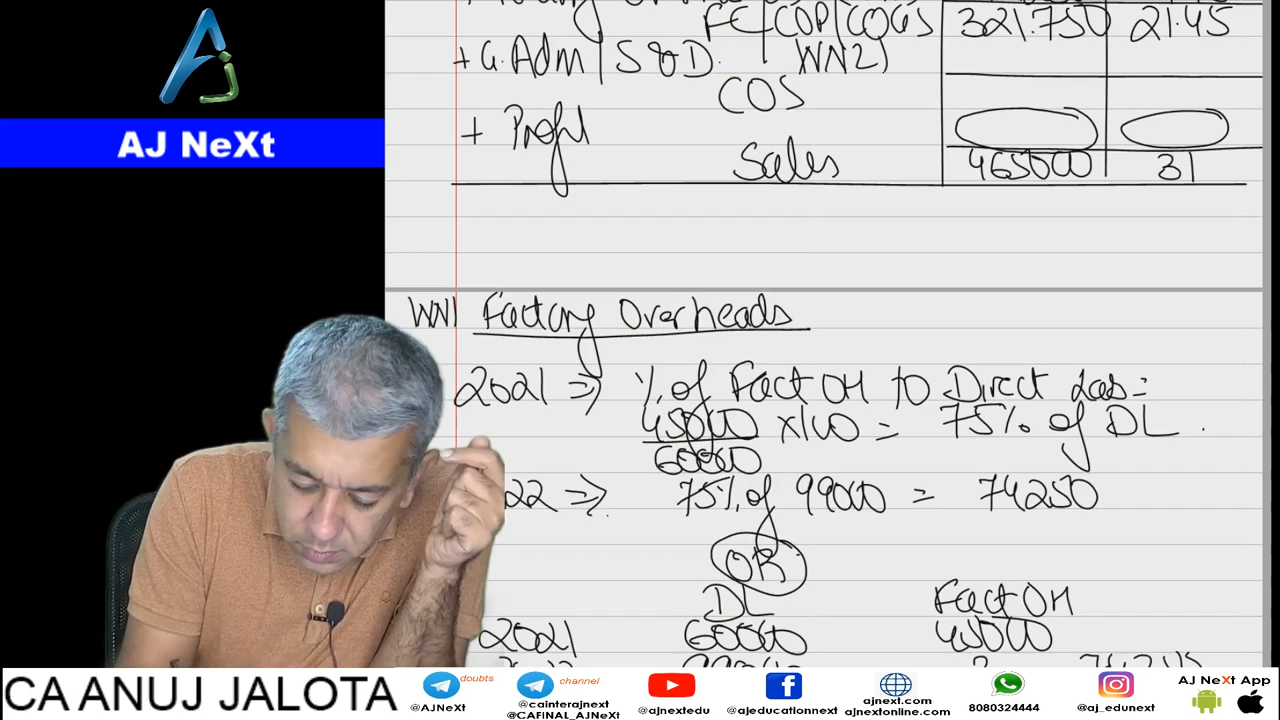 AJ NeXt
FC/COP/COGS 321.750 21.45
+ G. Adm / S & D. WN2)
COS
+ Profit
Sales 465000 31
WN1 Factory Overheads
2021 ⇒ % of Fact OH to Direct Lab =
45000 x100 = 75% of DL.
60000
22 ⇒ 75% of 99000 = 74250
OR
DL Fact OH
2021 60000 45000
CA ANUJ JALOTA
doubts
@AJNeXt
channel
@cainterajnext
@CAFINAL_AJNeXt
@ajnextedu
@ajeducationnext
ajnext.com
ajnextonline.com
8080324444
@aj_edunext
AJ NeXt App